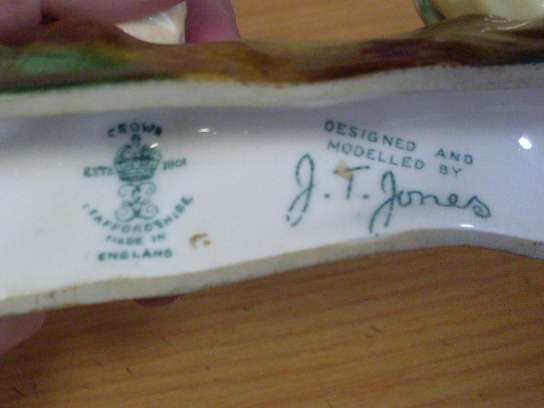 CROWN
ESTD 1801
STAFFORDSHIRE
MADE IN
ENGLAND
DESIGNED AND
MODELLED BY
J. T. Jones